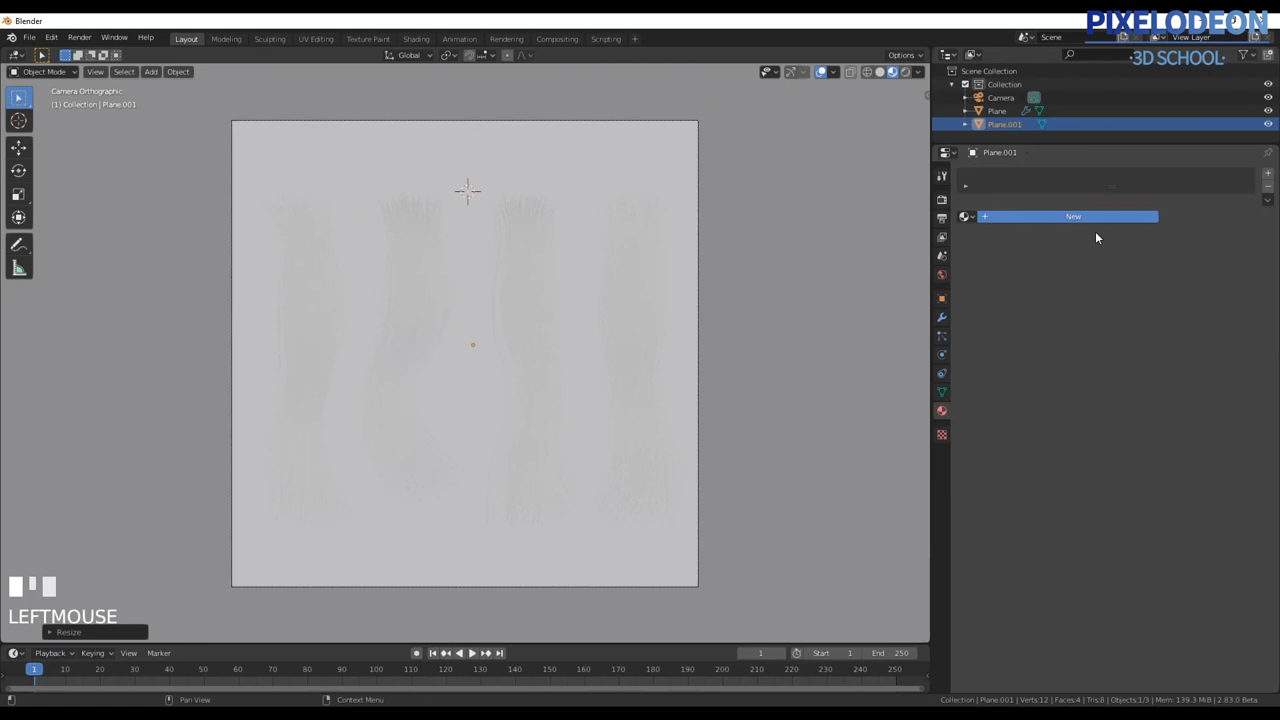 PIXELODEON
·3D SCHOOL·
Blender
File Edit Render Window Help Layout Modeling Sculpting UV Editing Texture Paint Shading Animation Compositing Rendering Scripting + Scene View Layer
Global Options
Object Mode View Select Add Object
Camera Orthographic
(1) Collection | Plane.001
Scene Collection
Collection
Camera
Plane
Plane.001
Plane.001
New
LEFTMOUSE
Resize
Playback Keying View Marker 1 Start 1 End 250
1 10 20 30 40 50 60 70 80 90 100 110 120 130 140 150 160 170 180 190 200 210 220 230 240 250
Pan View Context Menu Collection | Plane.001 | Verts:12 | Faces:4 | Tris:8 | Objects:1/3 | Mem: 139.3 MiB | 2.83.0 Beta